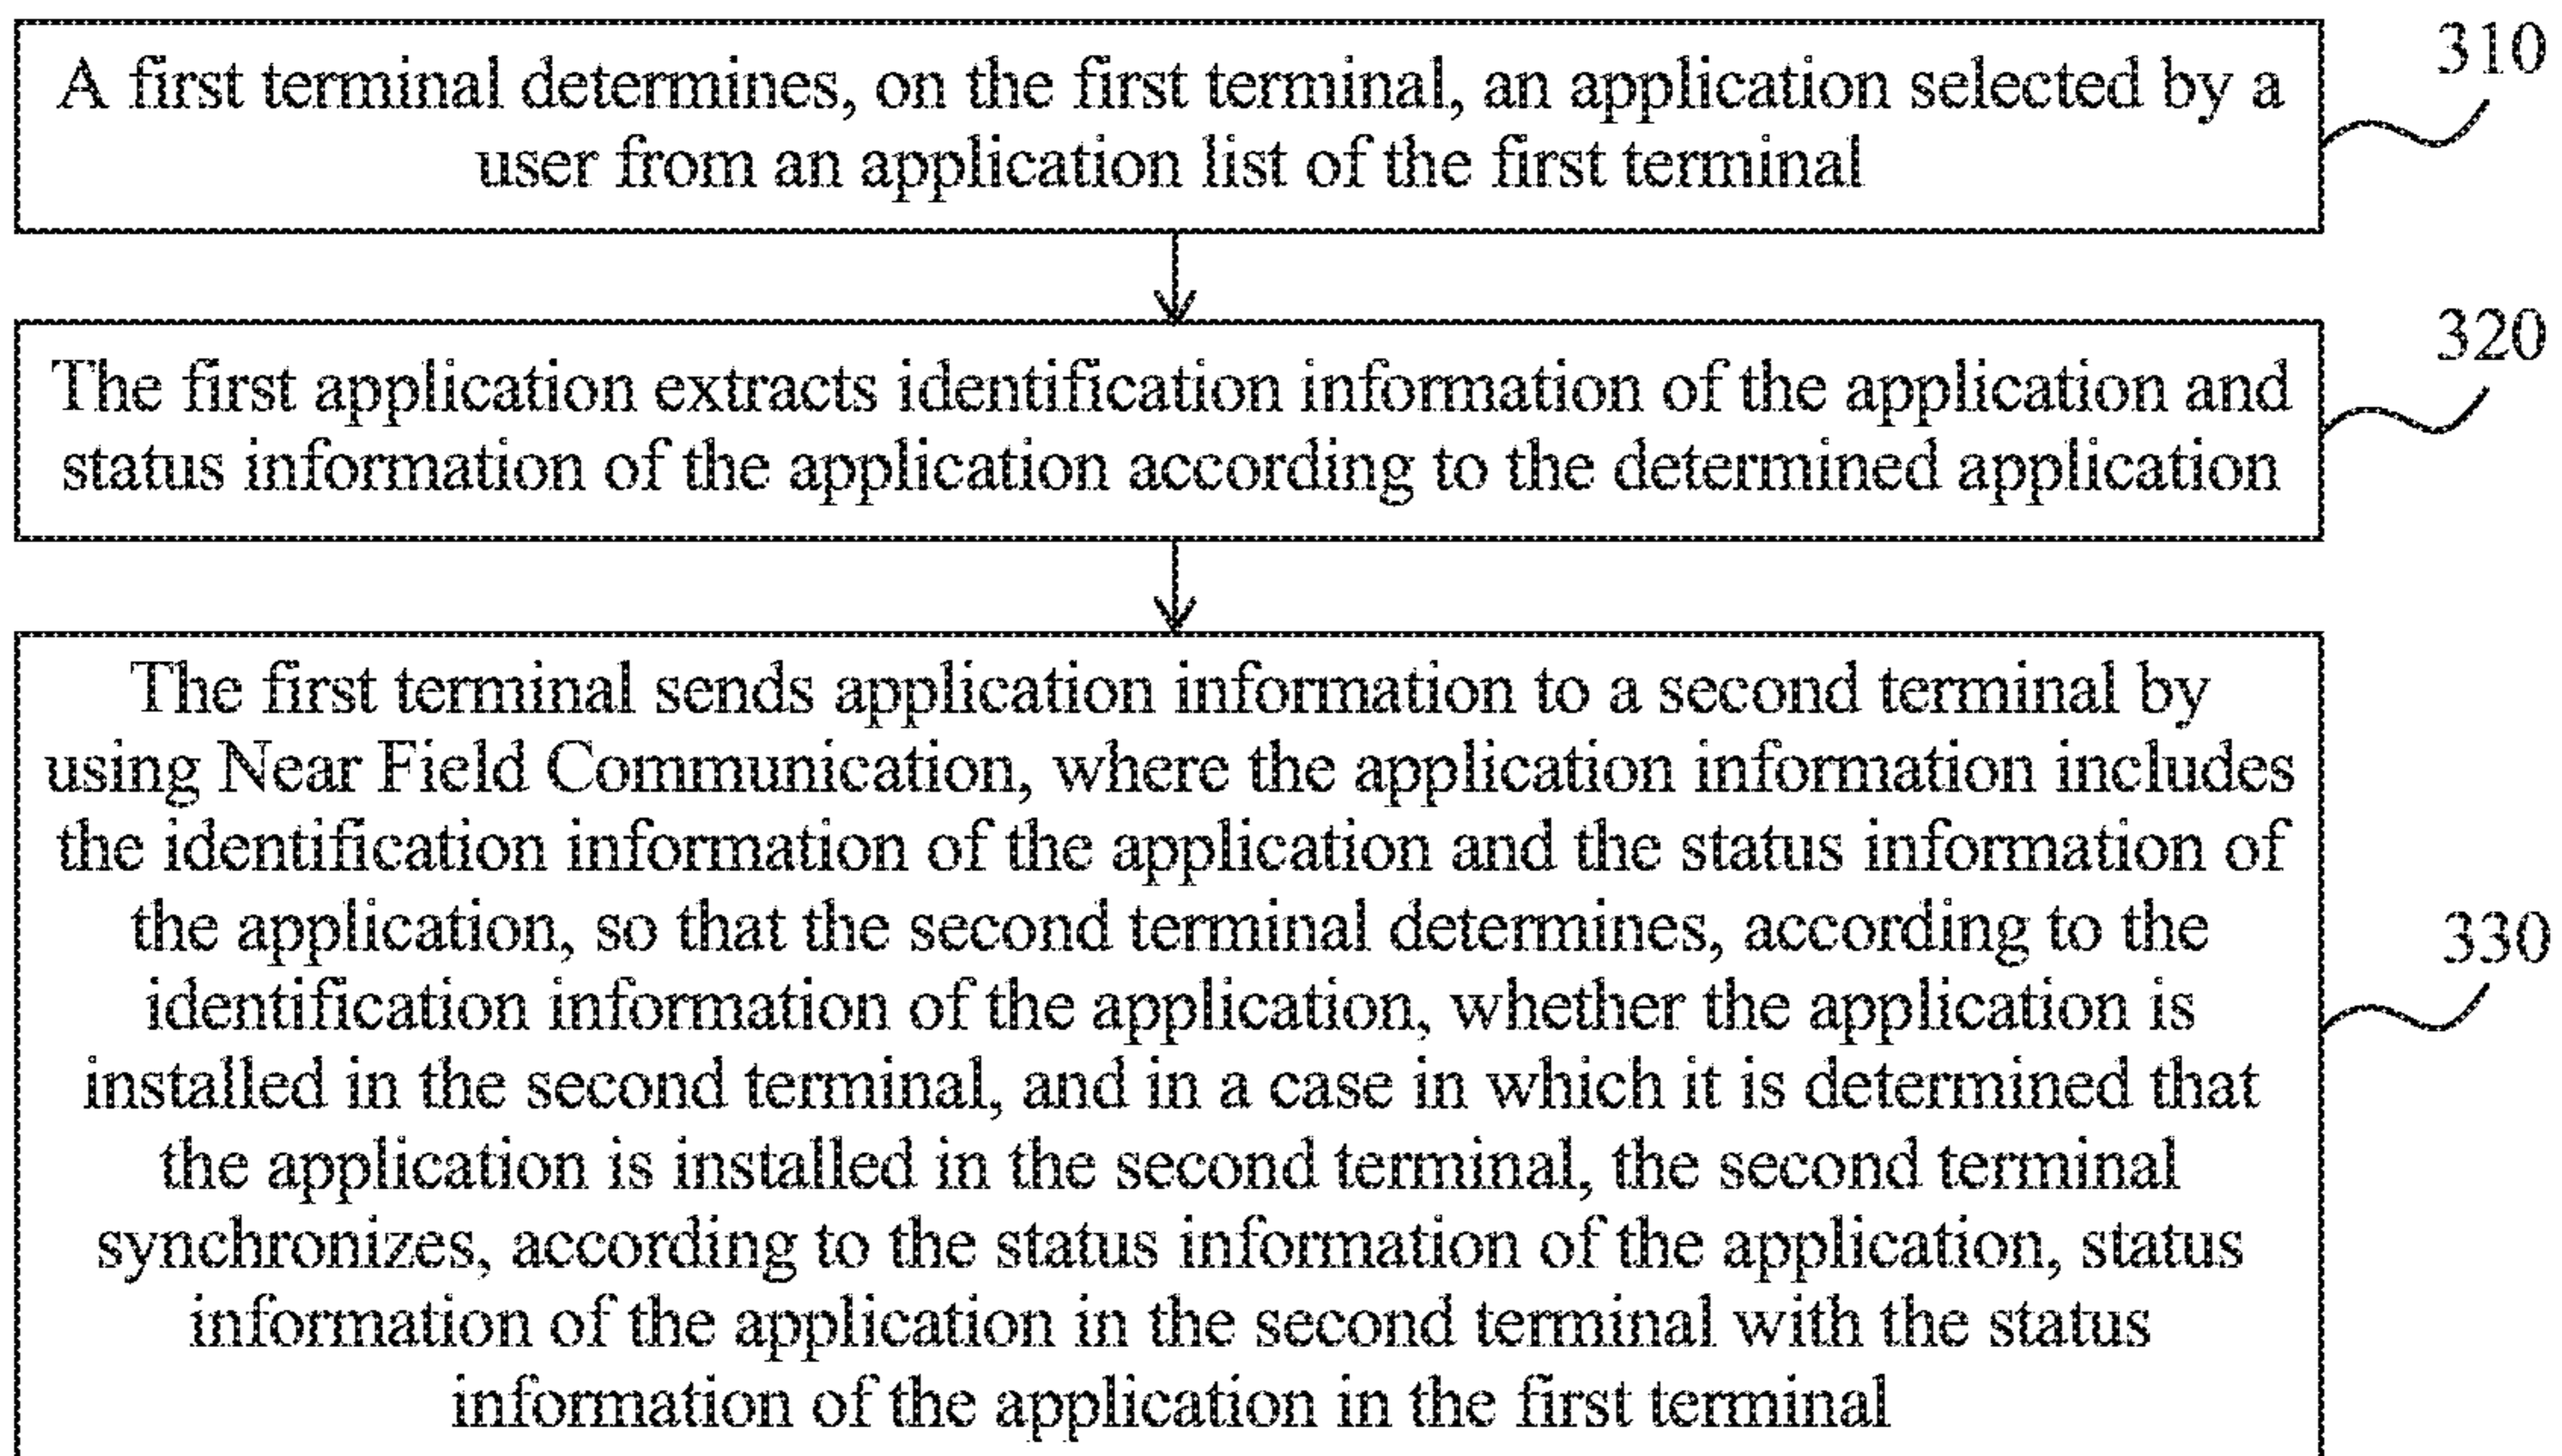 A first terminal determines, on the first terminal, an application selected by a
user from an application list of the first terminal
310
The first application extracts identification information of the application and
status information of the application according to the determined application
320
The first terminal sends application information to a second terminal by
using Near Field Communication, where the application information includes
the identification information of the application and the status information of
the application, so that the second terminal determines, according to the
identification information of the application, whether the application is
installed in the second terminal, and in a case in which it is determined that
the application is installed in the second terminal, the second terminal
synchronizes, according to the status information of the application, status
information of the application in the second terminal with the status
information of the application in the first terminal
330